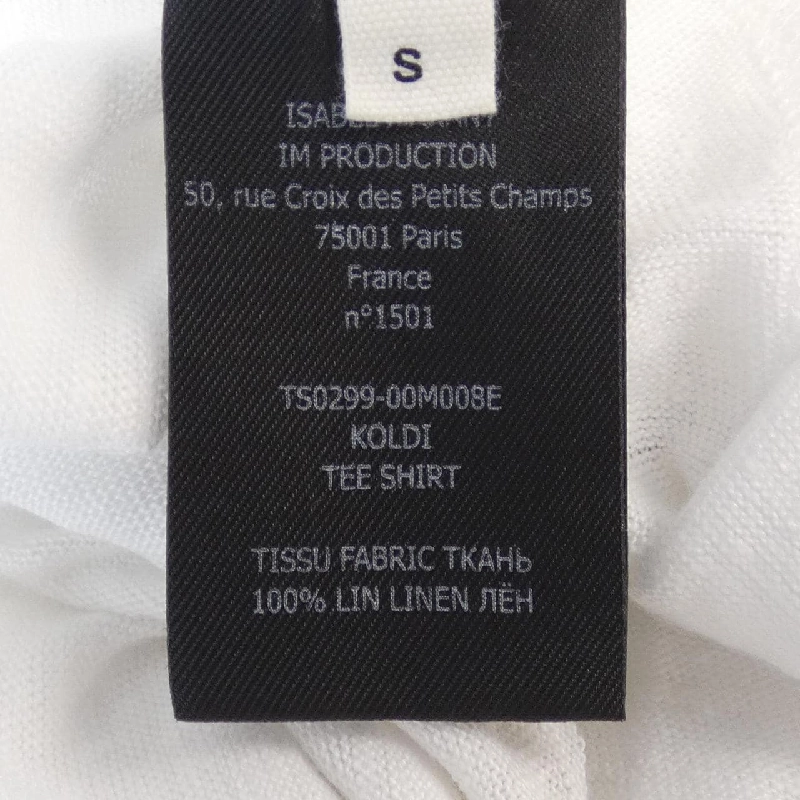 S
IM PRODUCTION
50, rue Croix des Petits Champs
75001 Paris
France
n°1501
TS0299-00M008E
KOLDI
TEE SHIRT
TISSU FABRIC ТКАНЬ
100% LIN LINEN ЛЁН